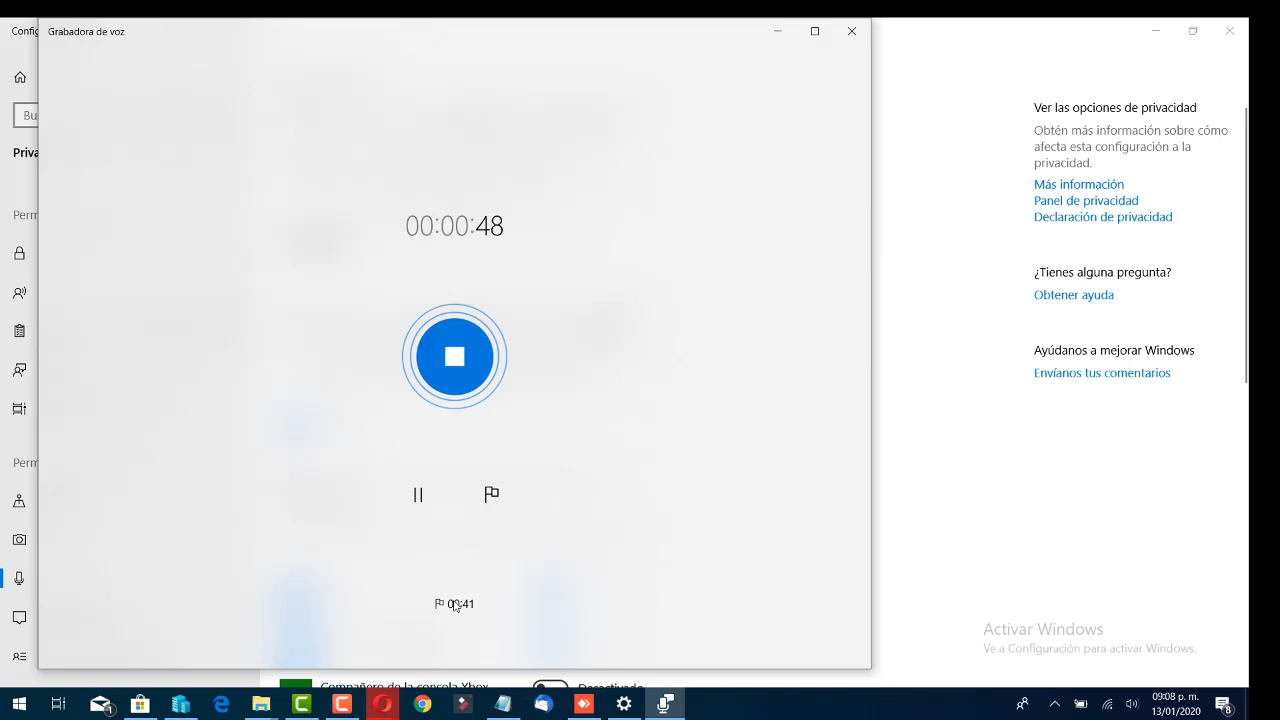 Grabadora de voz
Config
Bu
Priva
Perm
Perm
00:00:48
00:41
Ver las opciones de privacidad
Obtén más información sobre cómo
afecta esta configuración a la
privacidad.
Más información
Panel de privacidad
Declaración de privacidad
¿Tienes alguna pregunta?
Obtener ayuda
Ayúdanos a mejorar Windows
Envíanos tus comentarios
Activar Windows
Ve a Configuración para activar Windows.
Compañero de la consola Xbox
Desactivado
1
09:08 p. m.
13/01/2020
8